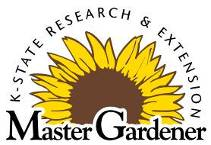 K-STATE RESEARCH & EXTENSION
Master Gardener